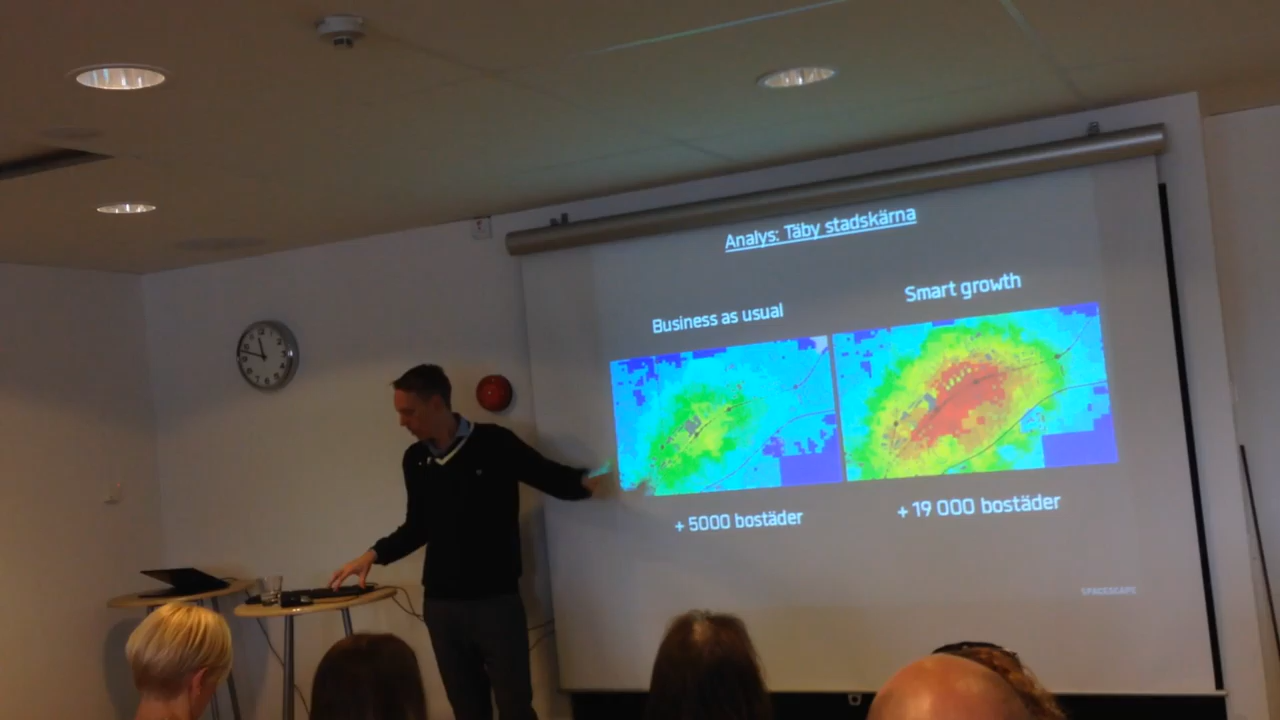 Analys: Täby stadskärna
Business as usual
Smart growth
+ 5000 bostäder
+ 19 000 bostäder
SPACESCAPE